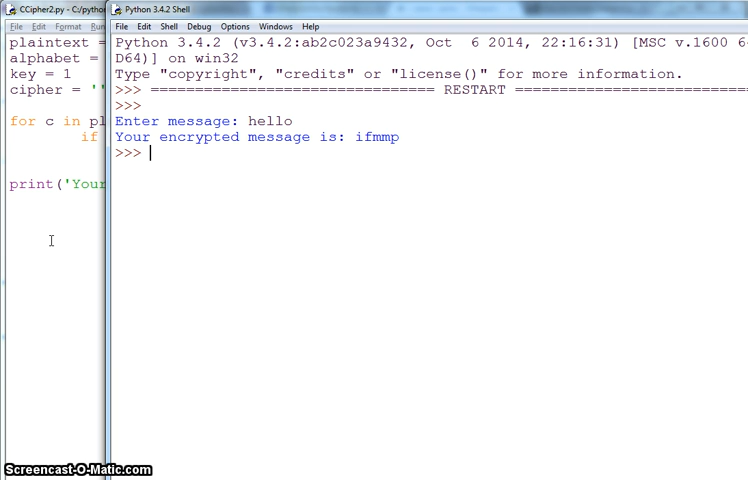 CCipher2.py - C:/pytho
File Edit Format Run
plaintext =
alphabet =
key = 1
cipher = ''
for c in pl
if
print('Your
Python 3.4.2 Shell
File Edit Shell Debug Options Windows Help
Python 3.4.2 (v3.4.2:ab2c023a9432, Oct 6 2014, 22:16:31) [MSC v.1600 6
D64)] on win32
Type "copyright", "credits" or "license()" for more information.
>>> ================================ RESTART ================================
>>>
Enter message: hello
Your encrypted message is: ifmmp
>>>
Screencast-O-Matic.com